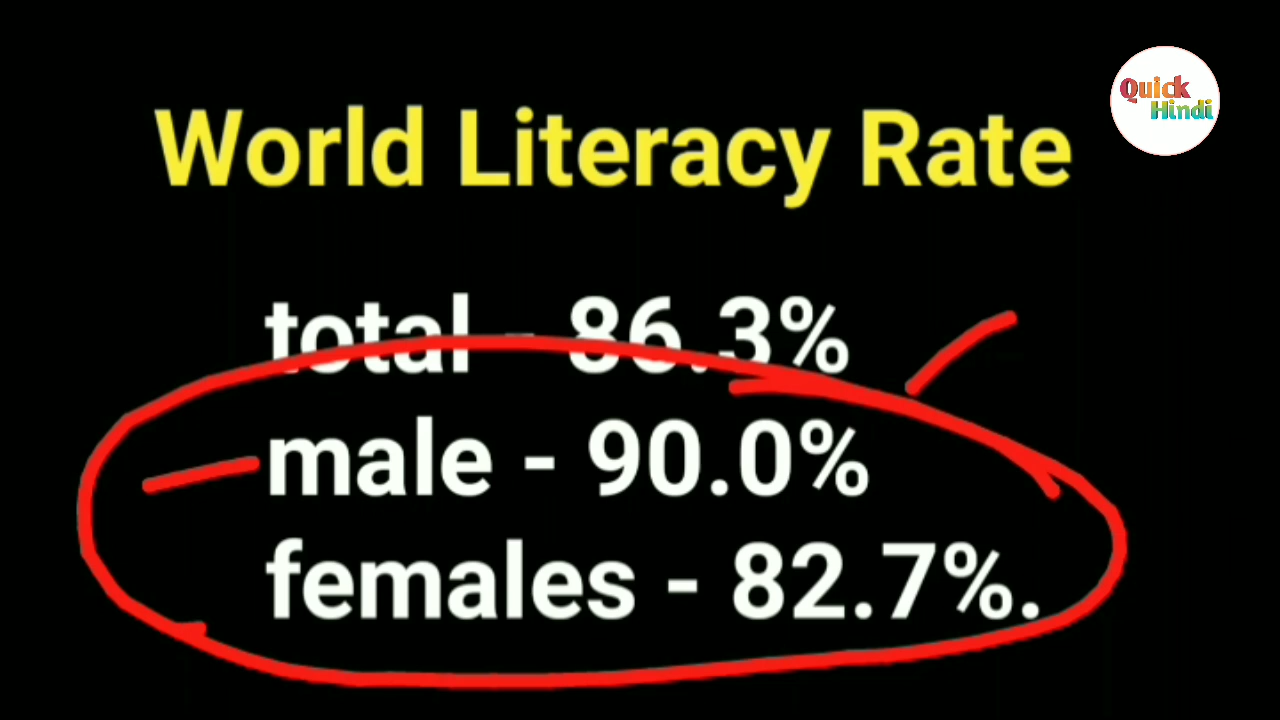 Quick
Hindi
World Literacy Rate
total - 86.3%
male - 90.0%
females - 82.7%.